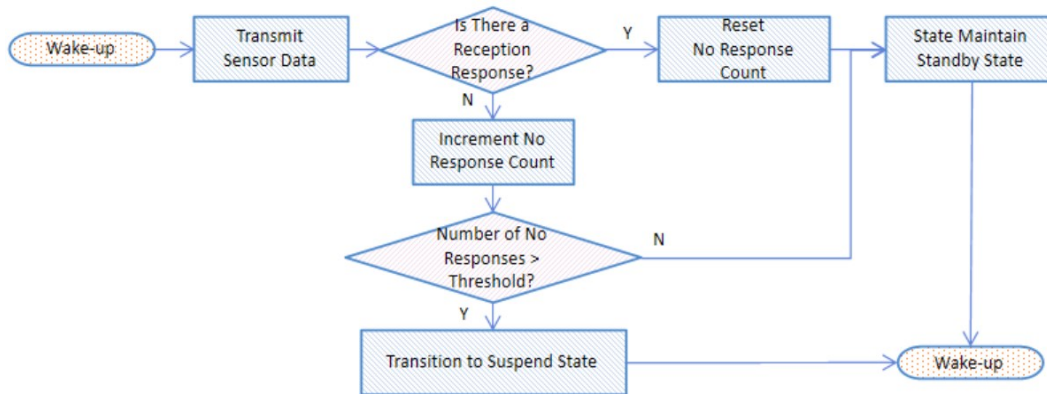 Wake-up
Transmit
Sensor Data
Is There a
Reception
Response?
Y
Reset
No Response
Count
State Maintain
Standby State
N
Increment No
Response Count
Number of No
Responses >
Threshold?
N
Y
Transition to Suspend State
Wake-up